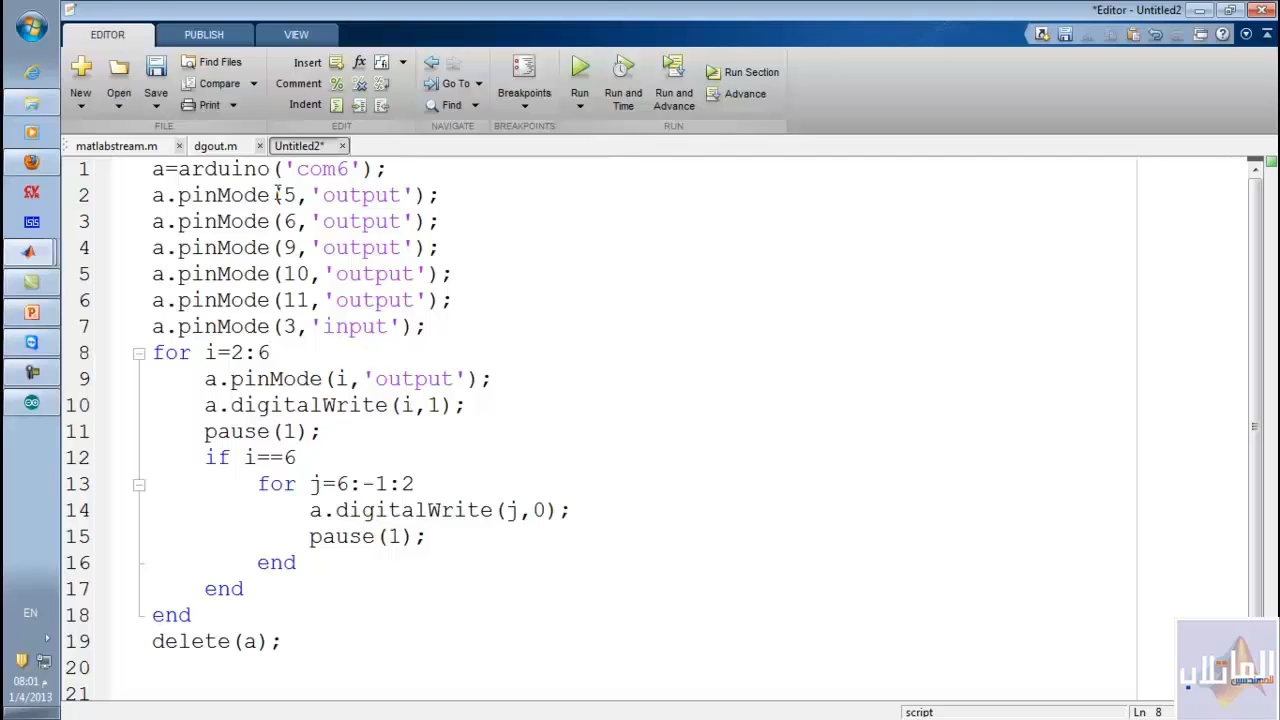 *Editor - Untitled2
EDITOR PUBLISH VIEW
New Open Save Find Files Compare Print
Insert fx Comment Indent
Go To Find
Breakpoints Run Run and Time Run and Advance Run Section Advance
FILE EDIT NAVIGATE BREAKPOINTS RUN
matlabstream.m × dgout.m × Untitled2* ×
1 a=arduino('com6');
2 a.pinMode(5,'output');
3 a.pinMode(6,'output');
4 a.pinMode(9,'output');
5 a.pinMode(10,'output');
6 a.pinMode(11,'output');
7 a.pinMode(3,'input');
8 for i=2:6
9 a.pinMode(i,'output');
10 a.digitalWrite(i,1);
11 pause(1);
12 if i==6
13 for j=6:-1:2
14 a.digitalWrite(j,0);
15 pause(1);
16 end
17 end
18 end
19 delete(a);
20
21
script Ln 8
EN
08:01 م
1/4/2013
الماتلاب
للمهندسين